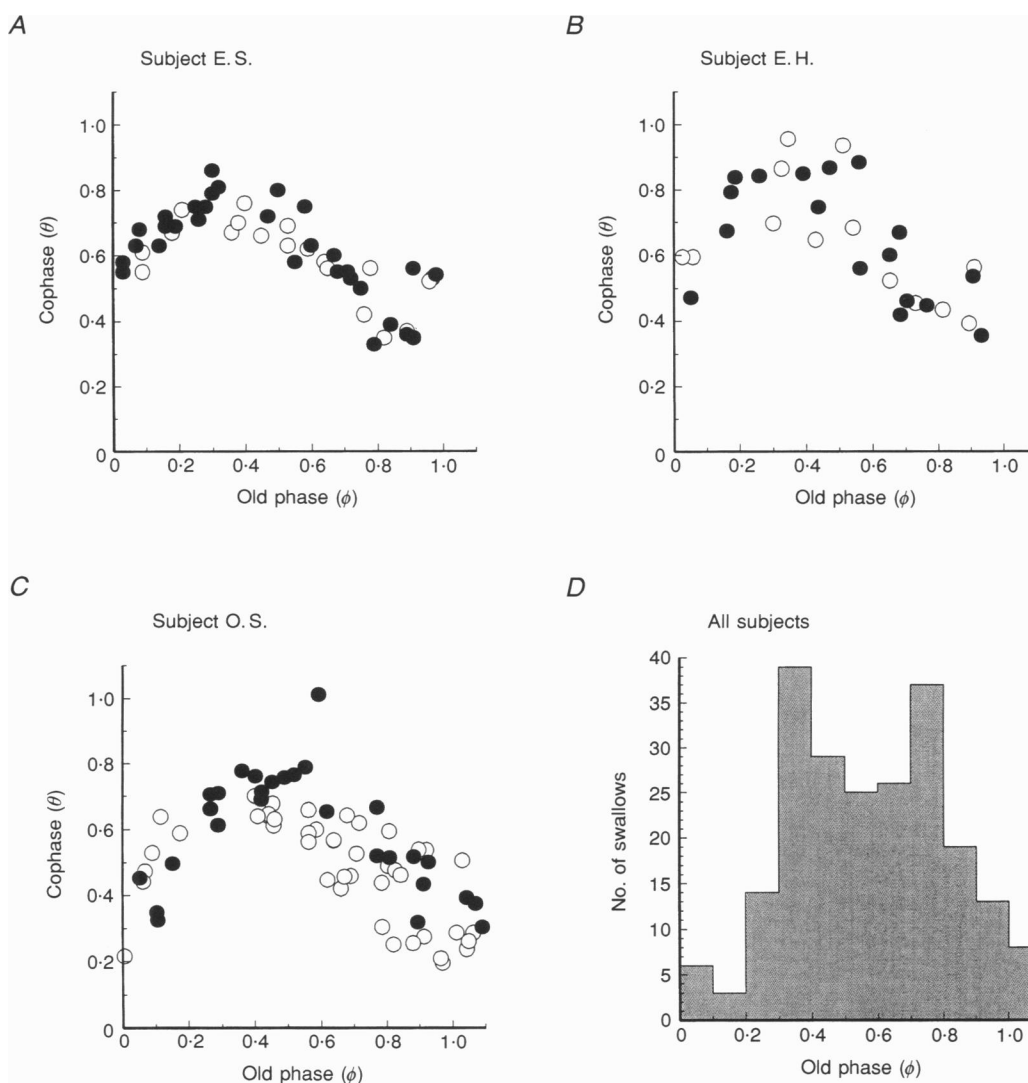 A
Subject E. S.
1·0
0·8
0·6
0·4
0·2
0
Cophase (θ)
0 0·2 0·4 0·6 0·8 1·0
Old phase (ϕ)
B
Subject E. H.
1·0
0·8
0·6
0·4
0·2
0
Cophase (θ)
0 0·2 0·4 0·6 0·8 1·0
Old phase (ϕ)
C
Subject O. S.
1·0
0·8
0·6
0·4
0·2
0
Cophase (θ)
0 0·2 0·4 0·6 0·8 1·0
Old phase (ϕ)
D
All subjects
40
35
30
25
20
15
10
5
0
No. of swallows
0 0·2 0·4 0·6 0·8 1·0
Old phase (ϕ)